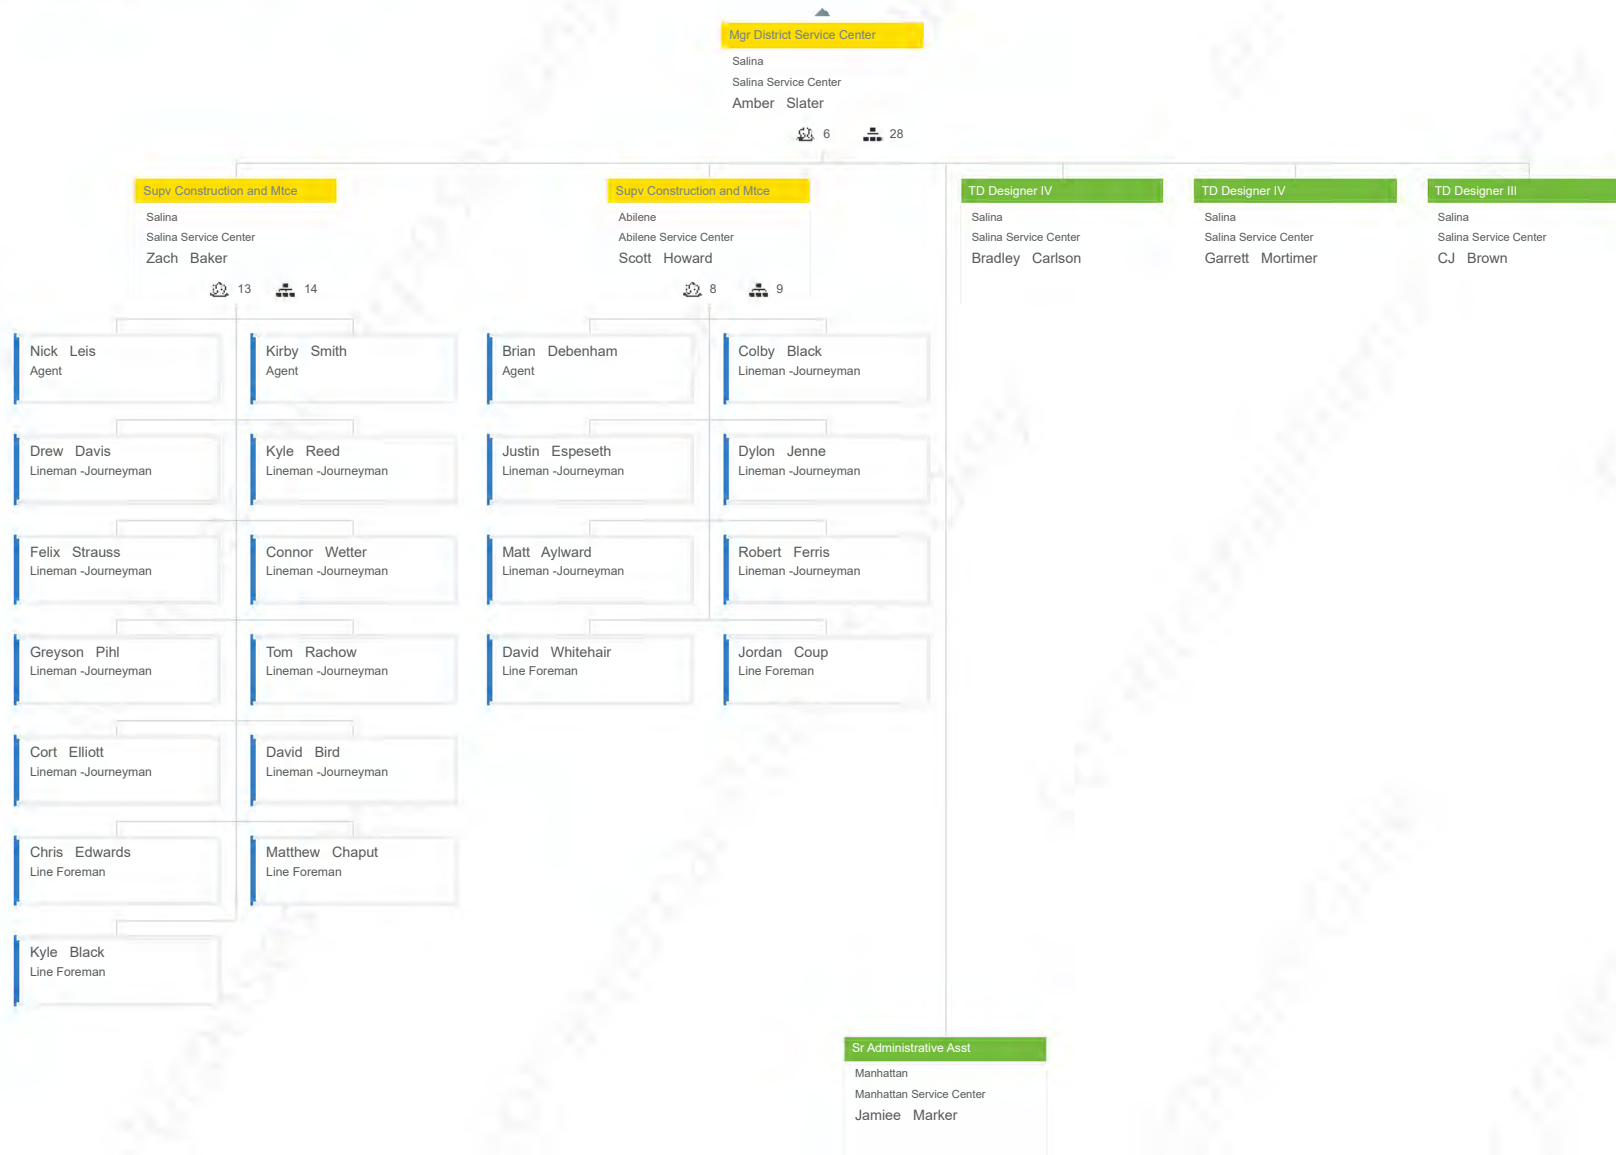 Mgr District Service Center
Salina
Salina Service Center
Amber Slater
6 28
Supv Construction and Mtce
Salina
Salina Service Center
Zach Baker
13 14
Supv Construction and Mtce
Abilene
Abilene Service Center
Scott Howard
8 9
TD Designer IV
Salina
Salina Service Center
Bradley Carlson
TD Designer IV
Salina
Salina Service Center
Garrett Mortimer
TD Designer III
Salina
Salina Service Center
CJ Brown
Nick Leis
Agent
Kirby Smith
Agent
Drew Davis
Lineman -Journeyman
Kyle Reed
Lineman -Journeyman
Felix Strauss
Lineman -Journeyman
Connor Wetter
Lineman -Journeyman
Greyson Pihl
Lineman -Journeyman
Tom Rachow
Lineman -Journeyman
Cort Elliott
Lineman -Journeyman
David Bird
Lineman -Journeyman
Chris Edwards
Line Foreman
Matthew Chaput
Line Foreman
Kyle Black
Line Foreman
Brian Debenham
Agent
Colby Black
Lineman -Journeyman
Justin Espeseth
Lineman -Journeyman
Dylon Jenne
Lineman -Journeyman
Matt Aylward
Lineman -Journeyman
Robert Ferris
Lineman -Journeyman
David Whitehair
Line Foreman
Jordan Coup
Line Foreman
Sr Administrative Asst
Manhattan
Manhattan Service Center
Jamiee Marker